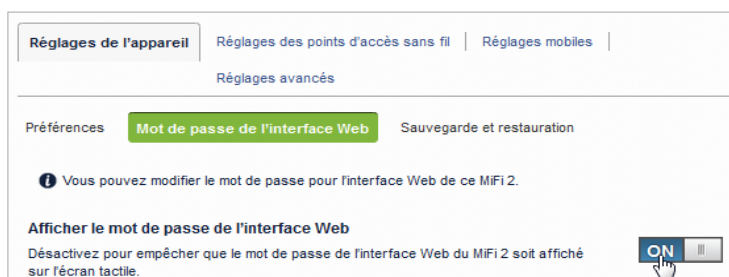 Réglages de l'appareil
Réglages des points d'accès sans fil
Réglages mobiles
Réglages avancés
Préférences
Mot de passe de l'interface Web
Sauvegarde et restauration
Vous pouvez modifier le mot de passe pour l'interface Web de ce MiFi 2.
Afficher le mot de passe de l'interface Web
Désactivez pour empêcher que le mot de passe de l'interface Web du MiFi 2 soit affiché
sur l'écran tactile.
ON